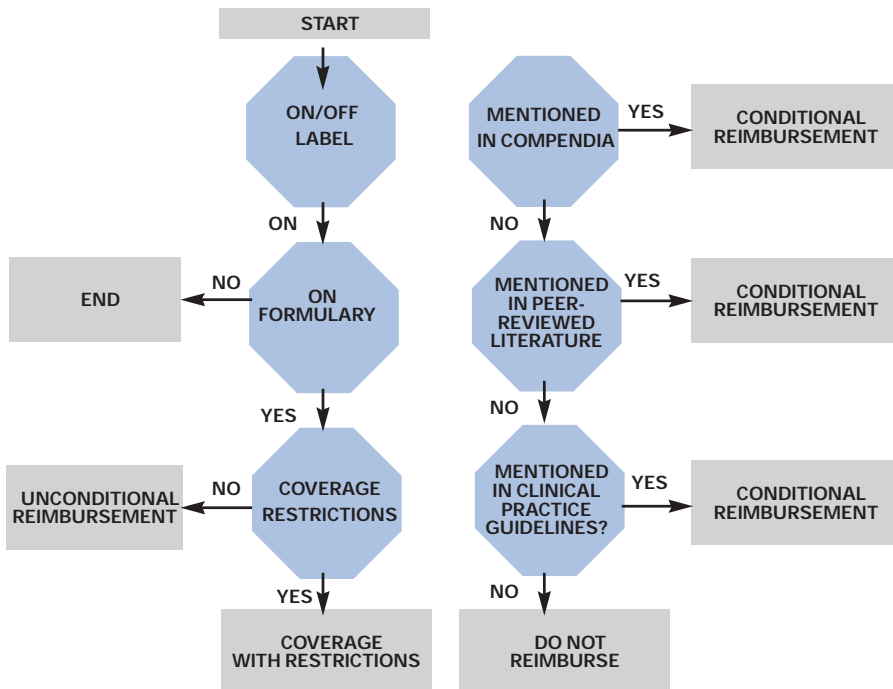 START
ON/OFF
LABEL
ON
NO
ON
FORMULARY
END
YES
NO
COVERAGE
RESTRICTIONS
UNCONDITIONAL
REIMBURSEMENT
YES
COVERAGE
WITH RESTRICTIONS
MENTIONED
IN COMPENDIA
YES
CONDITIONAL
REIMBURSEMENT
NO
MENTIONED
IN PEER-
REVIEWED
LITERATURE
YES
CONDITIONAL
REIMBURSEMENT
NO
MENTIONED
IN CLINICAL
PRACTICE
GUIDELINES?
YES
CONDITIONAL
REIMBURSEMENT
NO
DO NOT
REIMBURSE